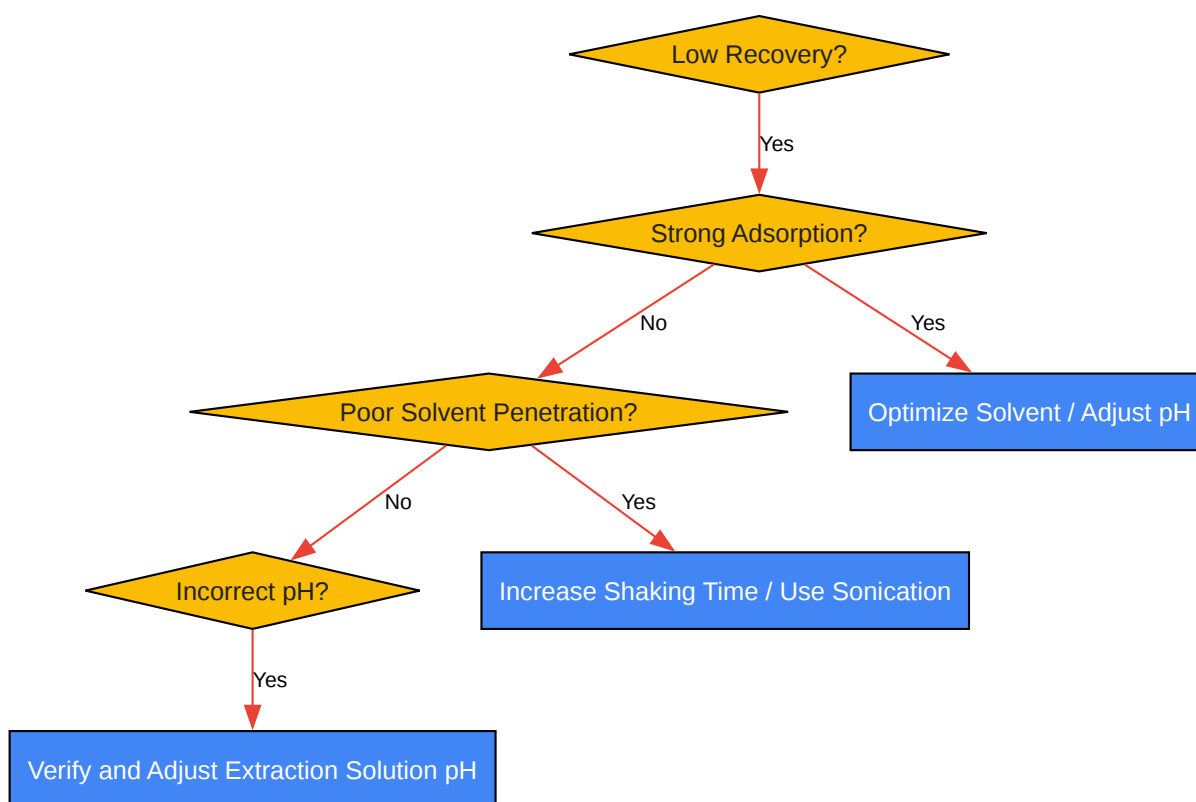 Low Recovery?
Yes
Strong Adsorption?
No
Yes
Poor Solvent Penetration?
Optimize Solvent / Adjust pH
No
Yes
Incorrect pH?
Increase Shaking Time / Use Sonication
Yes
Verify and Adjust Extraction Solution pH